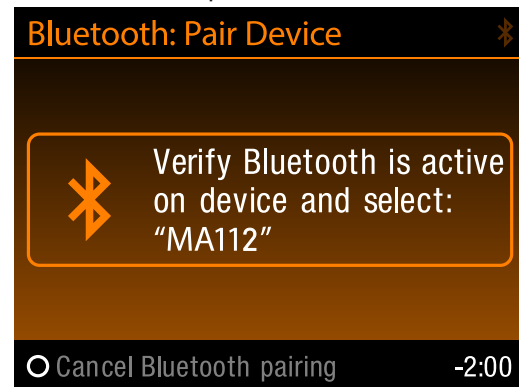 Bluetooth: Pair Device
Verify Bluetooth is active
on device and select:
“MA112”
Cancel Bluetooth pairing -2:00